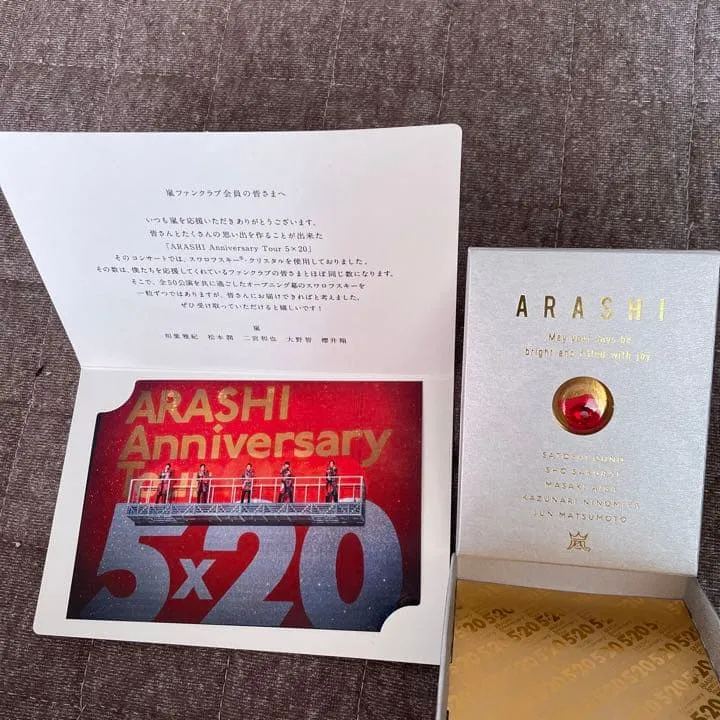 嵐ファンクラブ会員の皆さまへ
いつも嵐を応援いただきありがとうございます。
皆さんとたくさんの思い出を作ることが出来た
「ARASHI Anniversary Tour 5×20」
そのコンサートでは、スワロフスキー®・クリスタルを使用しておりました。
その数は、僕たちを応援してくれているファンクラブの皆さまとほぼ同じ数になります。
そこで、全50公演を共に過ごしたオープニング幕のスワロフスキーを
一粒ずつではありますが、皆さんにお届けできればと考えました。
ぜひ受け取っていただけると嬉しいです!
嵐
相葉雅紀 松本潤 二宮和也 大野智 櫻井翔
ARASHI
Anniversary
Tour
5x20
ARASHI
May your days be
bright and filled with joy
SATOSHI OHNO
SHO SAKURAI
MASAKI AIBA
KAZUNARI NINOMIYA
JUN MATSUMOTO
嵐
5×20 5×20 5×20